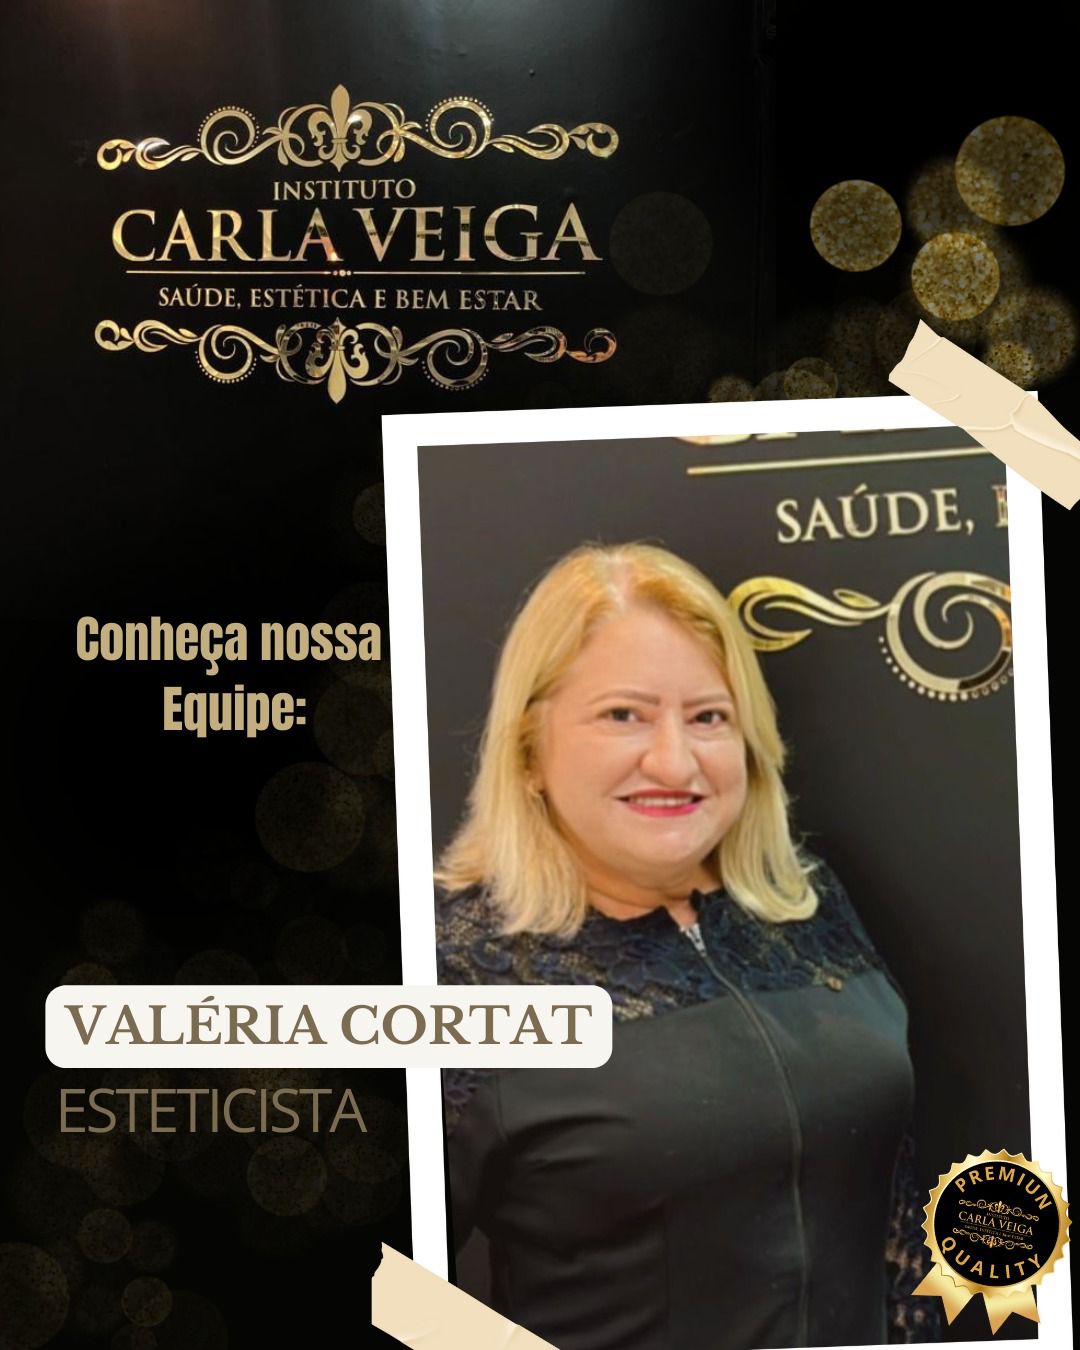 INSTITUTO
CARLA VEIGA
SAÚDE, ESTÉTICA E BEM ESTAR
SAÚDE,
Conheça nossa
Equipe:
VALÉRIA CORTAT
ESTETICISTA
PREMIUN
CARLA VEIGA
QUALITY